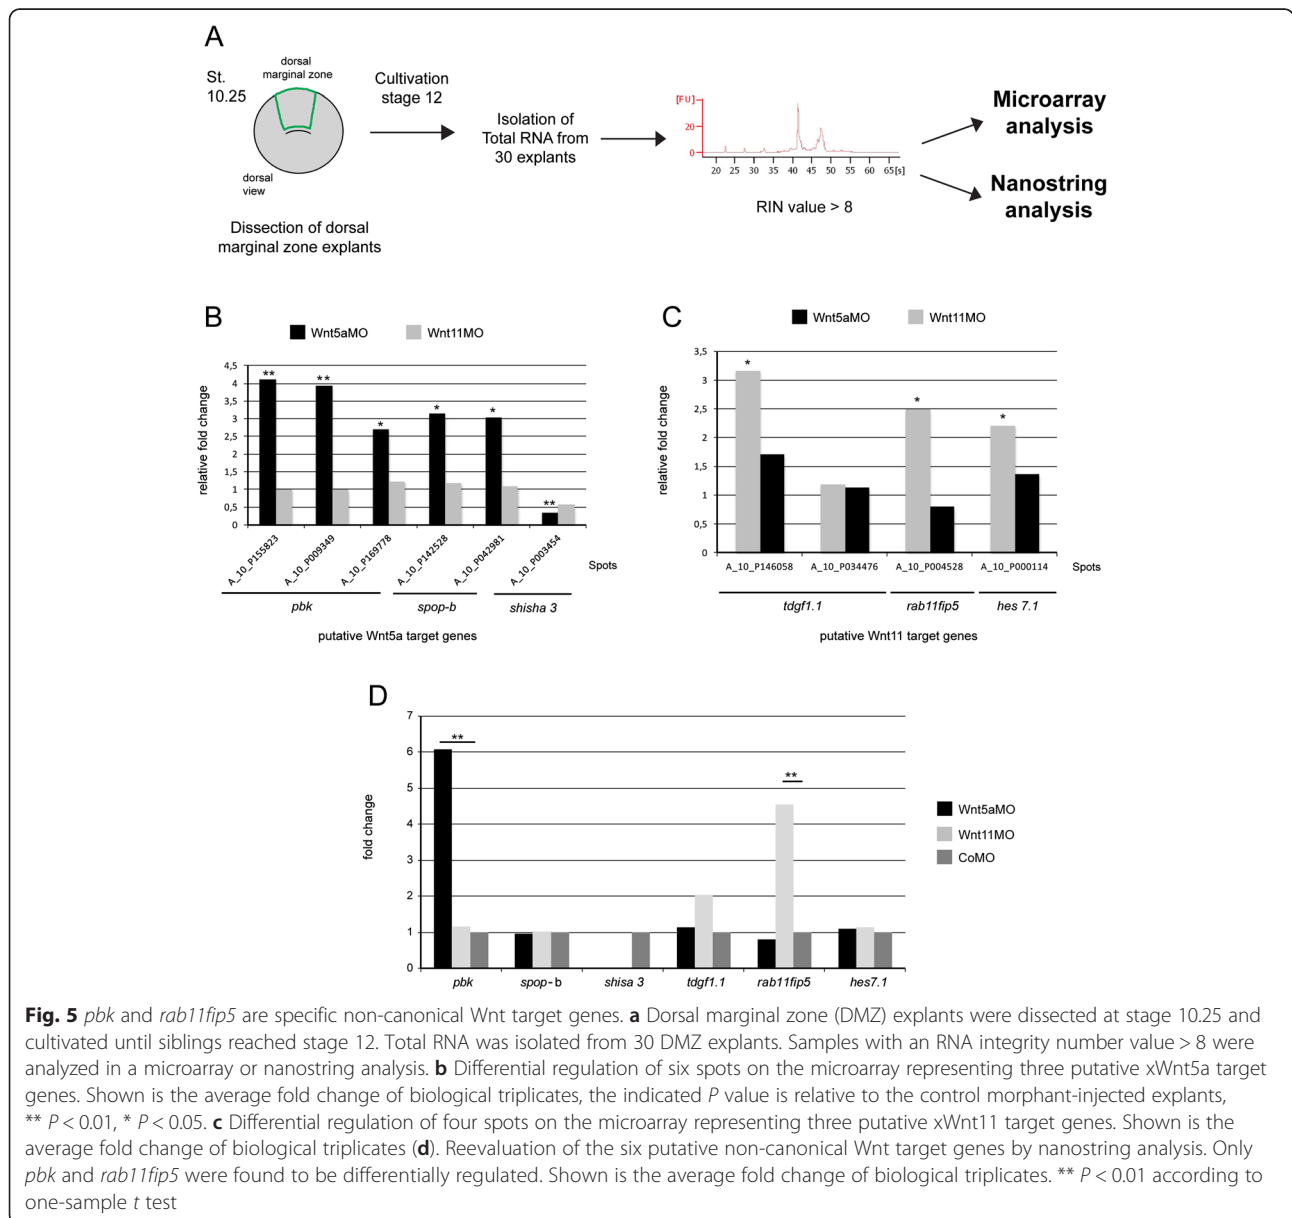 A
St.
10.25
dorsal
marginal zone
dorsal
view
Dissection of dorsal
marginal zone explants
Cultivation
stage 12
Isolation of
Total RNA from
30 explants
[FU]
20
0
20 25 30 35 40 45 50 55 60 65[s]
RIN value > 8
Microarray
analysis
Nanostring
analysis
B
Wnt5aMO Wnt11MO
relative fold change
4,5
4
3,5
3
2,5
2
1,5
1
0,5
0
** ** * * * **
A_10_P155823 A_10_P009349 A_10_P169778 A_10_P142528 A_10_P042981 A_10_P003454
Spots
pbk spop-b shisha 3
putative Wnt5a target genes
C
Wnt5aMO Wnt11MO
relative fold change
3,5
3
2,5
2
1,5
1
0,5
0
* * *
A_10_P146058 A_10_P034476 A_10_P004528 A_10_P000114 Spots
tdgf1.1 rab11fip5 hes 7.1
putative Wnt11 target genes
D
fold change
7
6
5
4
3
2
1
0
** **
pbk spop-b shisa 3 tdgf1.1 rab11fip5 hes7.1
Wnt5aMO
Wnt11MO
CoMO
Fig. 5 pbk and rab11fip5 are specific non-canonical Wnt target genes. a Dorsal marginal zone (DMZ) explants were dissected at stage 10.25 and
cultivated until siblings reached stage 12. Total RNA was isolated from 30 DMZ explants. Samples with an RNA integrity number value > 8 were
analyzed in a microarray or nanostring analysis. b Differential regulation of six spots on the microarray representing three putative xWnt5a target
genes. Shown is the average fold change of biological triplicates, the indicated P value is relative to the control morphant-injected explants,
** P < 0.01, * P < 0.05. c Differential regulation of four spots on the microarray representing three putative xWnt11 target genes. Shown is the
average fold change of biological triplicates (d). Reevaluation of the six putative non-canonical Wnt target genes by nanostring analysis. Only
pbk and rab11fip5 were found to be differentially regulated. Shown is the average fold change of biological triplicates. ** P < 0.01 according to
one-sample t test